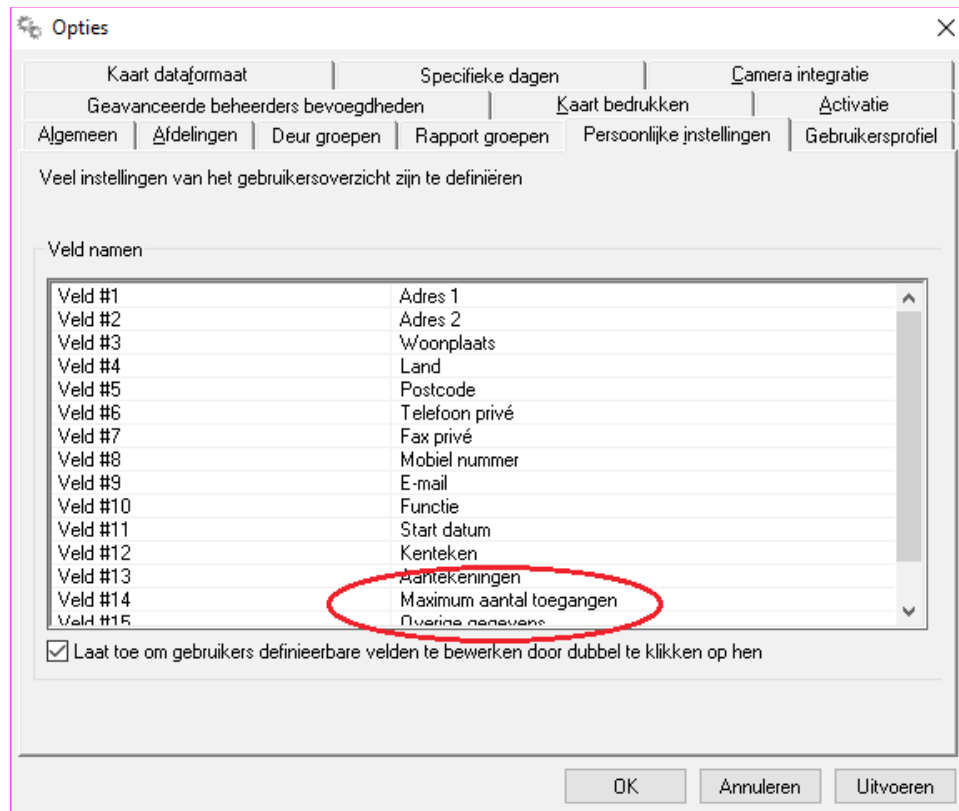 Opties
Kaart dataformaat Specifieke dagen Camera integratie
Geavanceerde beheerders bevoegdheden Kaart bedrukken Activatie
Algemeen Afdelingen Deur groepen Rapport groepen Persoonlijke instellingen Gebruikersprofiel
Veel instellingen van het gebruikersoverzicht zijn te definiëren
Veld namen
Veld #1 Adres 1
Veld #2 Adres 2
Veld #3 Woonplaats
Veld #4 Land
Veld #5 Postcode
Veld #6 Telefoon privé
Veld #7 Fax privé
Veld #8 Mobiel nummer
Veld #9 E-mail
Veld #10 Functie
Veld #11 Start datum
Veld #12 Kenteken
Veld #13 Aantekeningen
Veld #14 Maximum aantal toegangen
Veld #15 Overige gegevens
Laat toe om gebruikers definieerbare velden te bewerken door dubbel te klikken op hen
OK Annuleren Uitvoeren